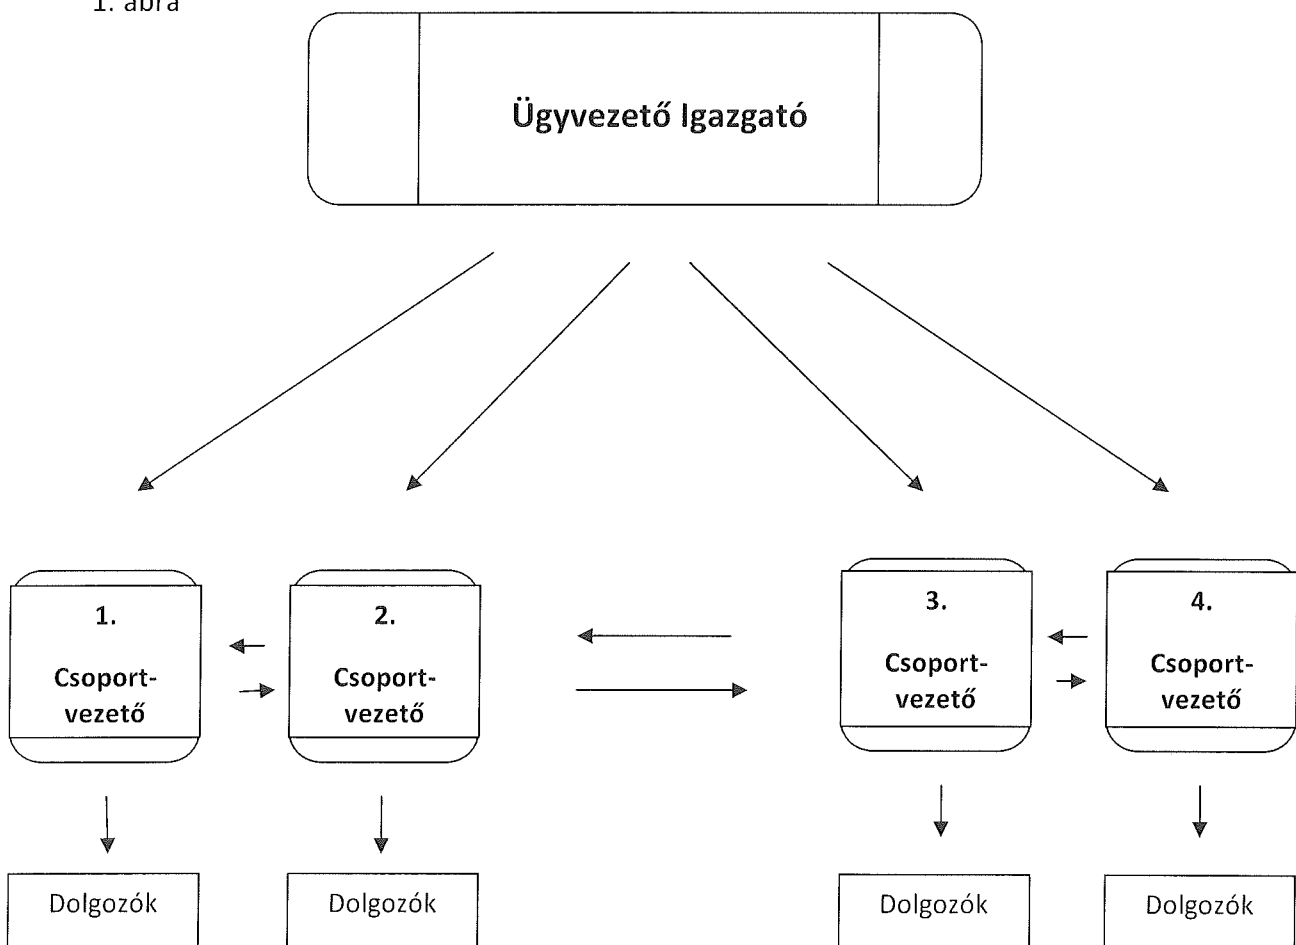 1. ábra
Ügyvezető Igazgató
1.
Csoport-
vezető
2.
Csoport-
vezető
3.
Csoport-
vezető
4.
Csoport-
vezető
Dolgozók
Dolgozók
Dolgozók
Dolgozók